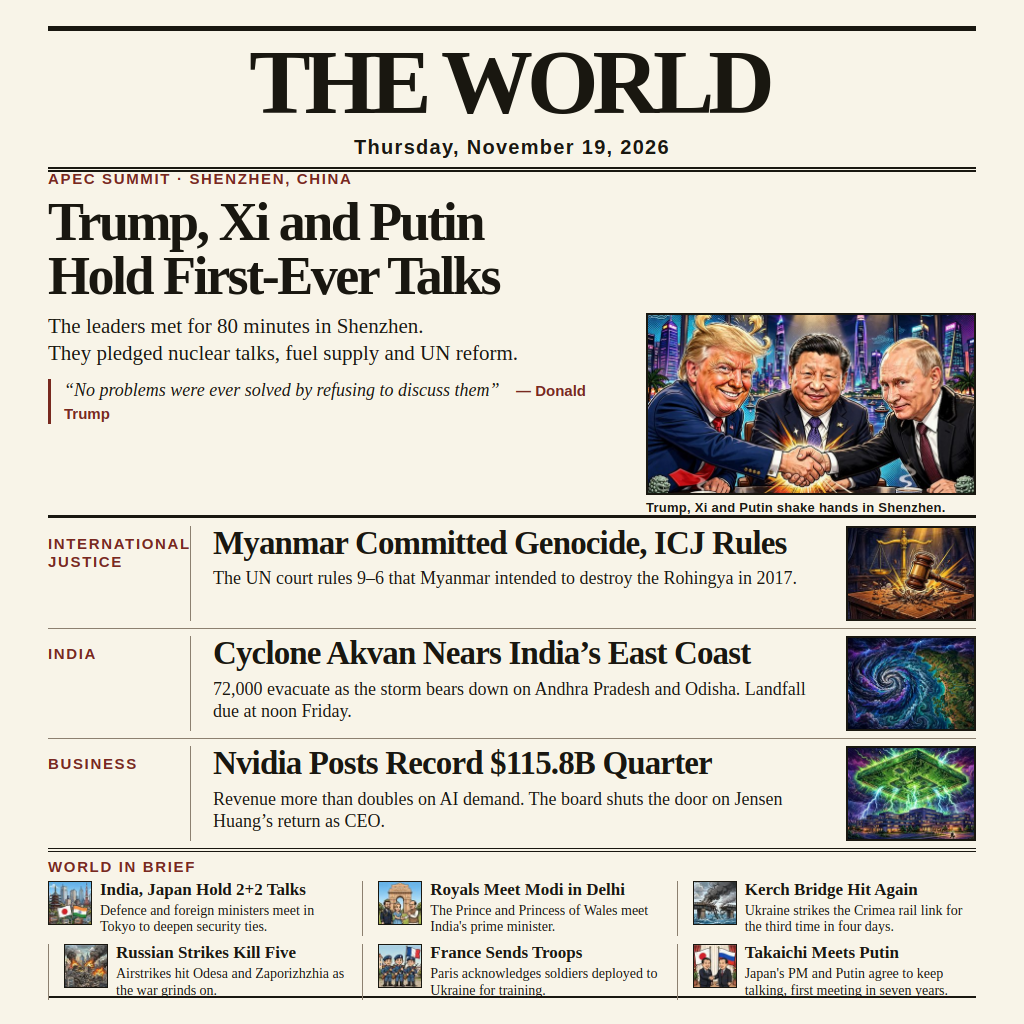 THE WORLD
Thursday, November 19, 2026
APEC SUMMIT · SHENZHEN, CHINA
Trump, Xi and Putin
Hold First-Ever Talks
The leaders met for 80 minutes in Shenzhen.
They pledged nuclear talks, fuel supply and UN reform.
“No problems were ever solved by refusing to discuss them” — Donald
Trump
Trump, Xi and Putin shake hands in Shenzhen.
INTERNATIONAL
JUSTICE
Myanmar Committed Genocide, ICJ Rules
The UN court rules 9–6 that Myanmar intended to destroy the Rohingya in 2017.
INDIA
Cyclone Akvan Nears India’s East Coast
72,000 evacuate as the storm bears down on Andhra Pradesh and Odisha. Landfall
due at noon Friday.
BUSINESS
Nvidia Posts Record $115.8B Quarter
Revenue more than doubles on AI demand. The board shuts the door on Jensen
Huang’s return as CEO.
WORLD IN BRIEF
India, Japan Hold 2+2 Talks
Defence and foreign ministers meet in
Tokyo to deepen security ties.
Royals Meet Modi in Delhi
The Prince and Princess of Wales meet
India's prime minister.
Kerch Bridge Hit Again
Ukraine strikes the Crimea rail link for
the third time in four days.
Russian Strikes Kill Five
Airstrikes hit Odesa and Zaporizhzhia as
the war grinds on.
France Sends Troops
Paris acknowledges soldiers deployed to
Ukraine for training.
Takaichi Meets Putin
Japan's PM and Putin agree to keep
talking, first meeting in seven years.